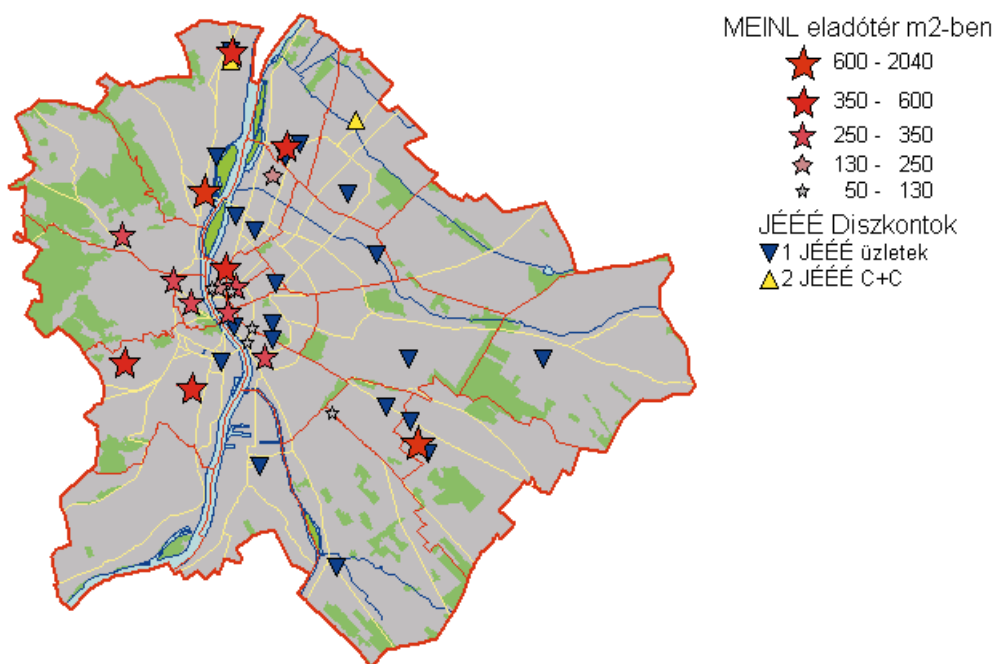 MEINL eladótér m2-ben
600 - 2040
350 - 600
250 - 350
130 - 250
50 - 130
JÉÉÉ Diszkontok
1 JÉÉÉ üzletek
2 JÉÉÉ C+C